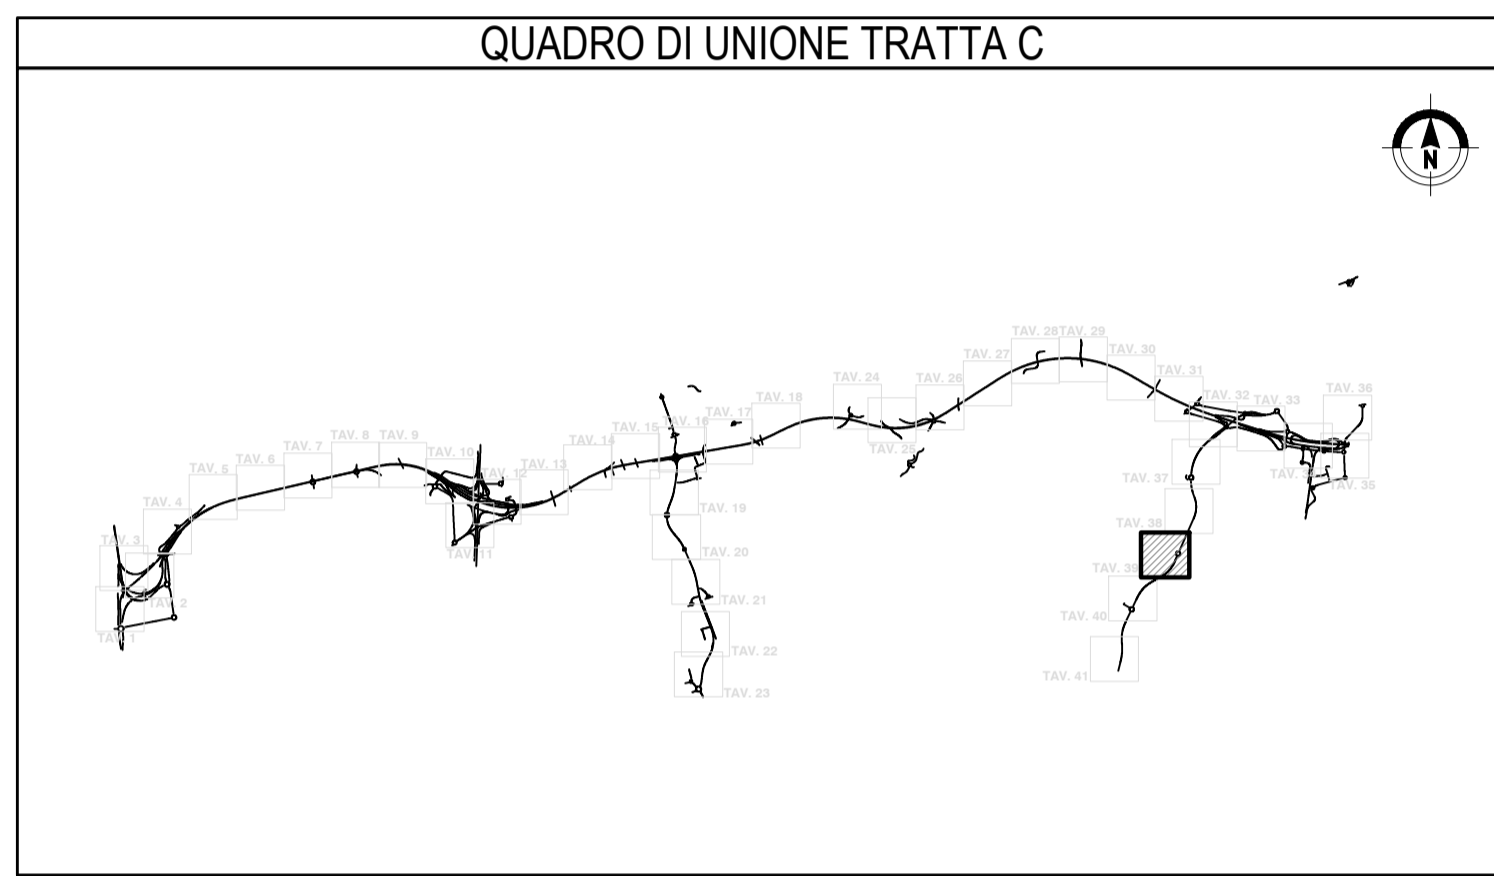 QUADRO DI UNIONE TRATTA C
N
TAV. 1
TAV. 2
TAV. 3
TAV. 4
TAV. 5
TAV. 6
TAV. 7
TAV. 8
TAV. 9
TAV. 10
TAV. 11
TAV. 12
TAV. 13
TAV. 14
TAV. 15
TAV. 16
TAV. 17
TAV. 18
TAV. 19
TAV. 20
TAV. 21
TAV. 22
TAV. 23
TAV. 24
TAV. 25
TAV. 26
TAV. 27
TAV. 28
TAV. 29
TAV. 30
TAV. 31
TAV. 32
TAV. 33
TAV. 35
TAV. 36
TAV. 37
TAV. 38
TAV. 39
TAV. 40
TAV. 41